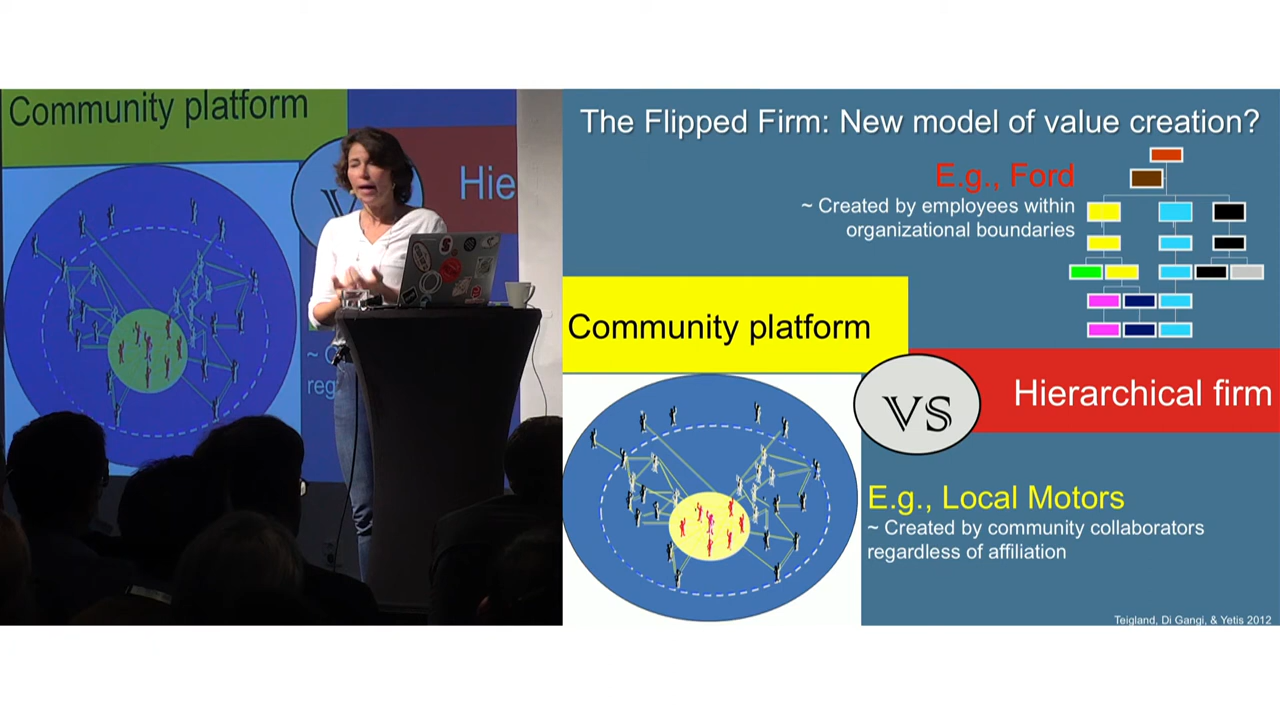 Community platform
Hie
The Flipped Firm: New model of value creation?
E.g., Ford
~ Created by employees within
organizational boundaries
Community platform
vs
Hierarchical firm
E.g., Local Motors
~ Created by community collaborators
regardless of affiliation
Teigland, Di Gangi, & Yetis 2012